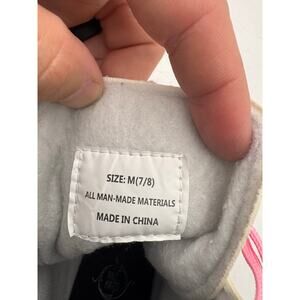 SIZE: M(7/8)
ALL MAN-MADE MATERIALS
MADE IN CHINA